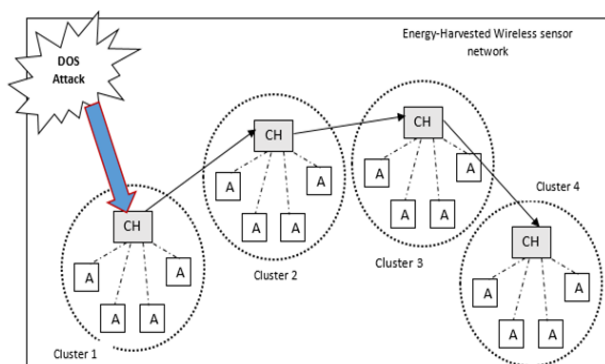 Energy-Harvested Wireless sensor
network
DOS
Attack
CH
A
A
A
A
Cluster 1
CH
A
A
A
A
Cluster 2
CH
A
A
A
A
Cluster 3
Cluster 4
CH
A
A
A
A